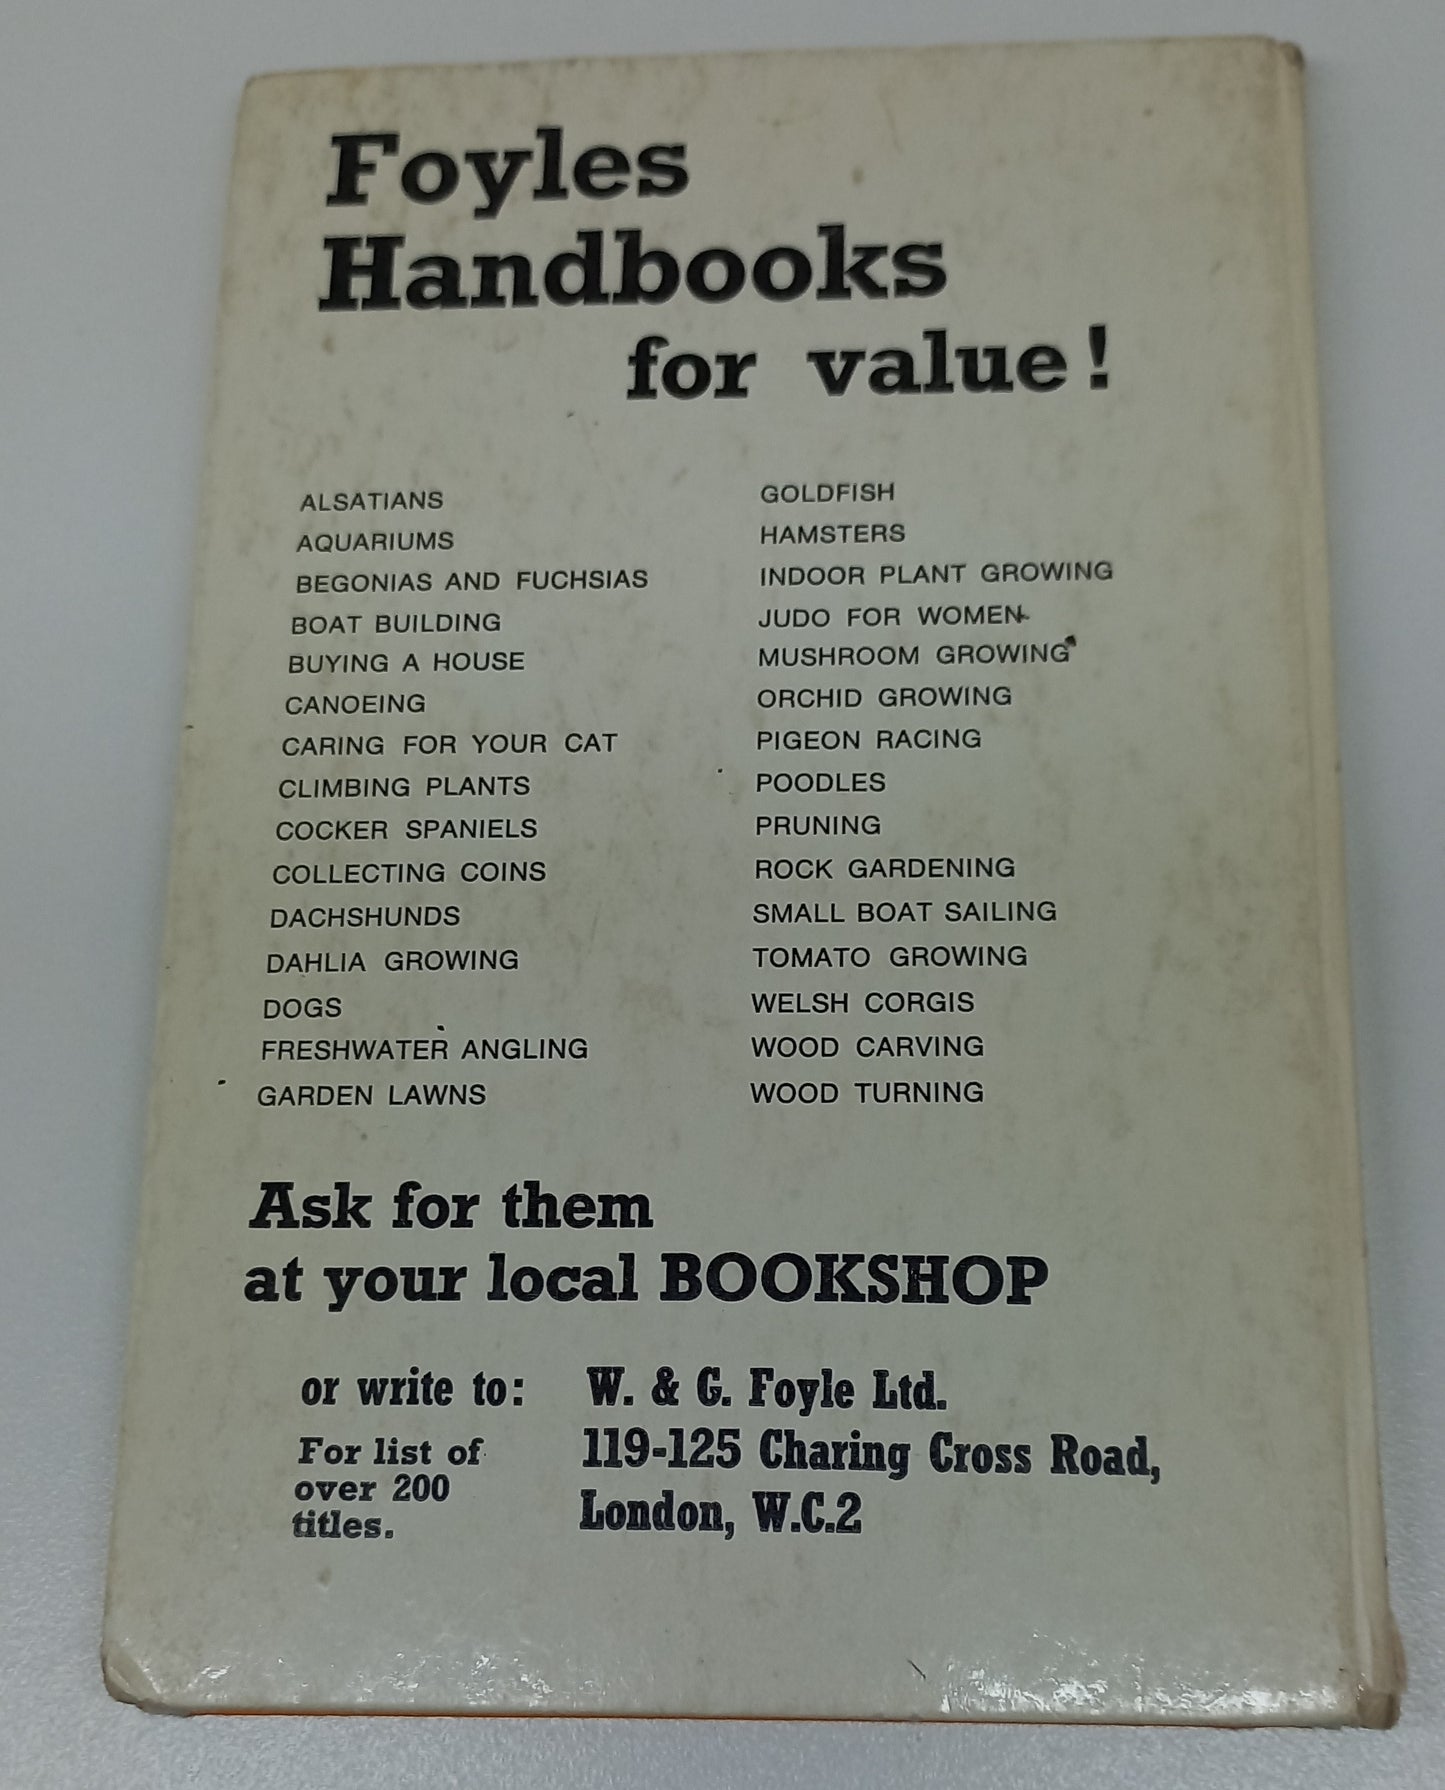 Foyles
Handbooks
for value!
ALSATIANS
AQUARIUMS
BEGONIAS AND FUCHSIAS
BOAT BUILDING
BUYING A HOUSE
CANOEING
CARING FOR YOUR CAT
CLIMBING PLANTS
COCKER SPANIELS
COLLECTING COINS
DACHSHUNDS
DAHLIA GROWING
DOGS
FRESHWATER ANGLING
GARDEN LAWNS
GOLDFISH
HAMSTERS
INDOOR PLANT GROWING
JUDO FOR WOMEN
MUSHROOM GROWING
ORCHID GROWING
PIGEON RACING
POODLES
PRUNING
ROCK GARDENING
SMALL BOAT SAILING
TOMATO GROWING
WELSH CORGIS
WOOD CARVING
WOOD TURNING
Ask for them
at your local BOOKSHOP
or write to:
For list of
over 200
titles.
W. & G. Foyle Ltd.
119-125 Charing Cross Road,
London, W.C.2